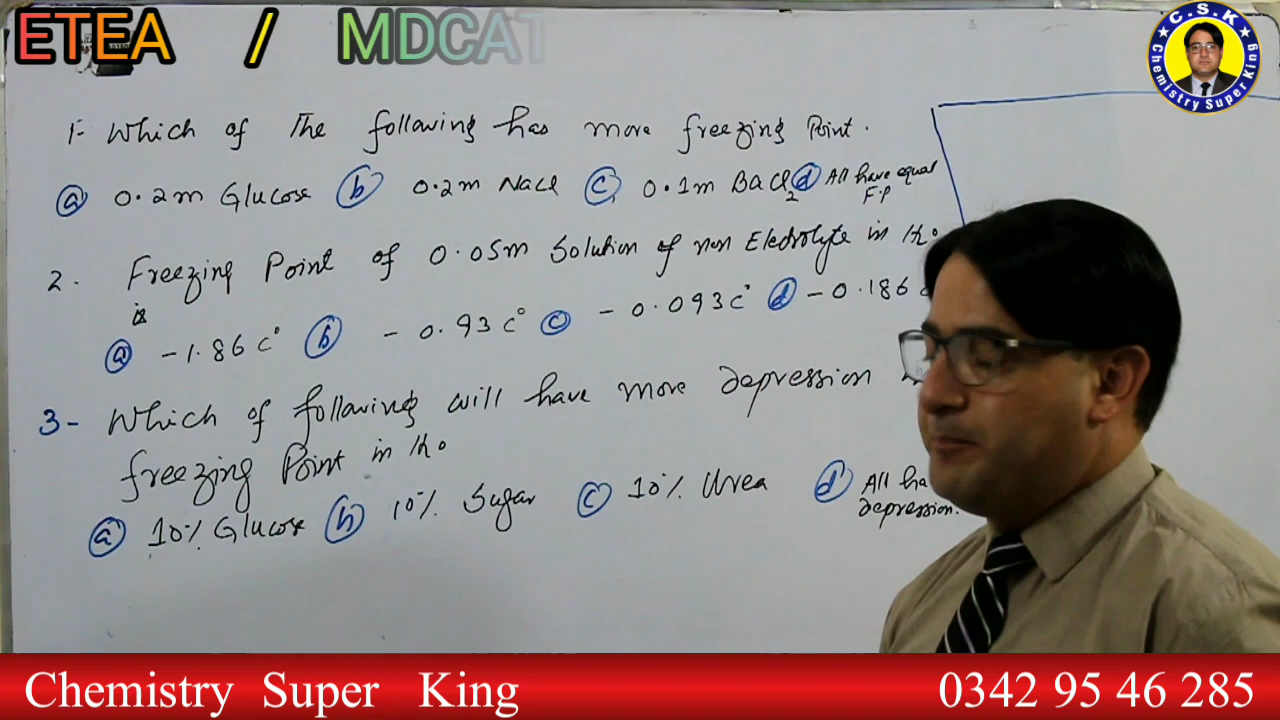 ETEA / MDCAT
C.S.K
Chemistry Super King
1- Which of The following has more freezing Point.
(a) 0.2m Glucose (b) 0.2m NaCl (c) 0.1m BaCl2 (d) All have equal F.P
2. Freezing Point of 0.05m Solution of non Electrolyte in H2O
is
(a) -1.86 C° (b) -0.93 C° (c) -0.093 C° (d) -0.186
3- Which of following will have more depression
freezing Point in H2O
(a) 10% Glucose (b) 10% Sugar (c) 10% Urea (d) All
depression.
Chemistry Super King
0342 95 46 285